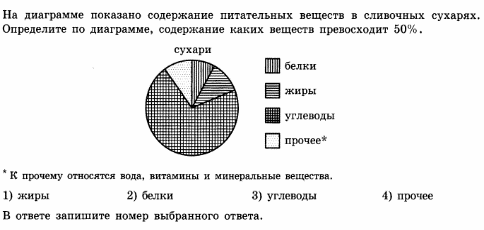 На диаграмме показано содержание питательных веществ в сливочных сухарях.
Определите по диаграмме, содержание каких веществ превосходит 50%.
сухари
белки
жиры
углеводы
прочее*
* К прочему относятся вода, витамины и минеральные вещества.
1) жиры 2) белки 3) углеводы 4) прочее
В ответе запишите номер выбранного ответа.